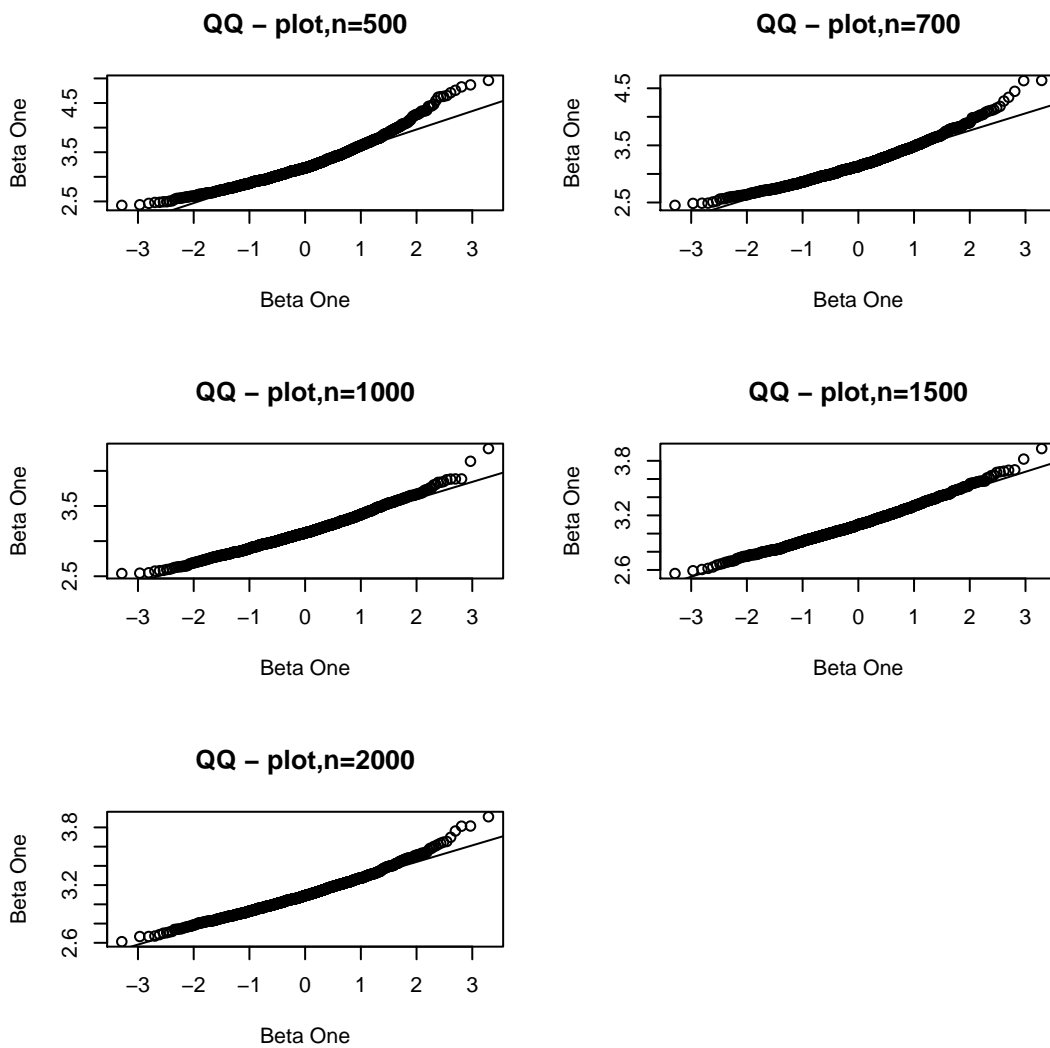 QQ – plot,n=500
Beta One
2.5 3.5 4.5
−3 −2 −1 0 1 2 3
Beta One
QQ – plot,n=700
Beta One
2.5 3.5 4.5
−3 −2 −1 0 1 2 3
Beta One
QQ – plot,n=1000
Beta One
2.5 3.5
−3 −2 −1 0 1 2 3
Beta One
QQ – plot,n=1500
Beta One
2.6 3.2 3.8
−3 −2 −1 0 1 2 3
Beta One
QQ – plot,n=2000
Beta One
2.6 3.2 3.8
−3 −2 −1 0 1 2 3
Beta One